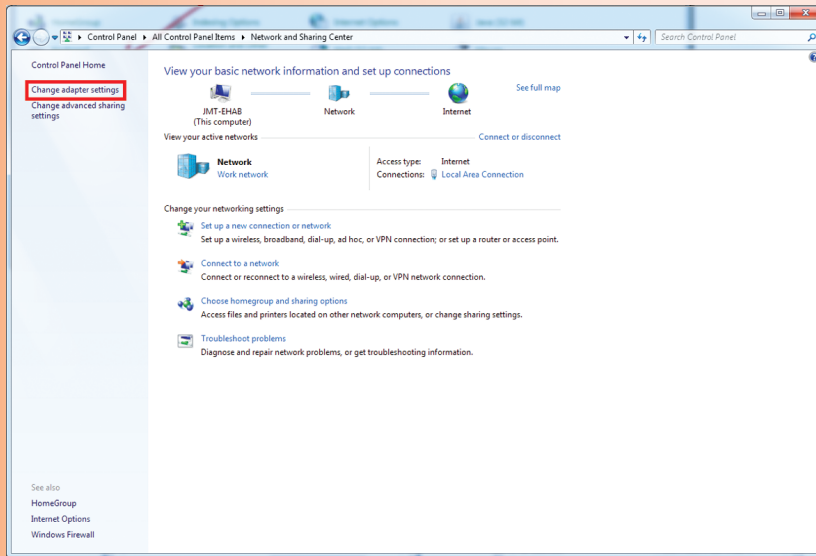 Control Panel ▸ All Control Panel Items ▸ Network and Sharing Center
Search Control Panel
Control Panel Home
Change adapter settings
Change advanced sharing
settings
View your basic network information and set up connections
See full map
JMT-EHAB
(This computer)
Network
Internet
View your active networks
Connect or disconnect
Network
Work network
Access type: Internet
Connections: Local Area Connection
Change your networking settings
Set up a new connection or network
Set up a wireless, broadband, dial-up, ad hoc, or VPN connection; or set up a router or access point.
Connect to a network
Connect or reconnect to a wireless, wired, dial-up, or VPN network connection.
Choose homegroup and sharing options
Access files and printers located on other network computers, or change sharing settings.
Troubleshoot problems
Diagnose and repair network problems, or get troubleshooting information.
See also
HomeGroup
Internet Options
Windows Firewall